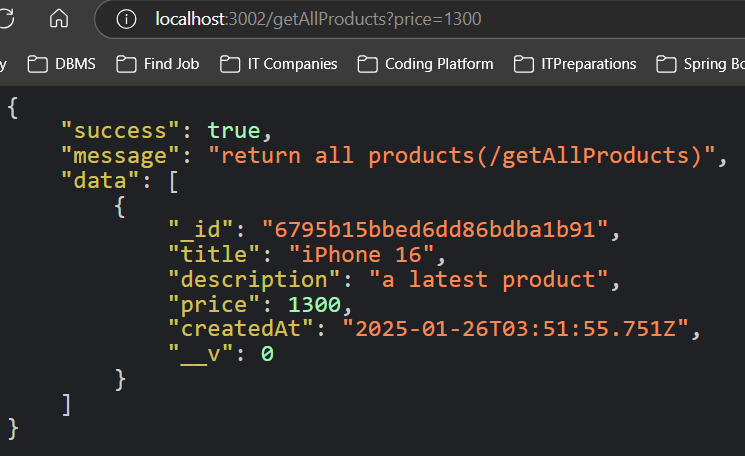 localhost:3002/getAllProducts?price=1300
DBMS Find Job IT Companies Coding Platform ITPreparations Spring
{
"success": true,
"message": "return all products(/getAllProducts)",
"data": [
{
"_id": "6795b15bbed6dd86bdba1b91",
"title": "iPhone 16",
"description": "a latest product",
"price": 1300,
"createdAt": "2025-01-26T03:51:55.751Z",
"__v": 0
}
]
}